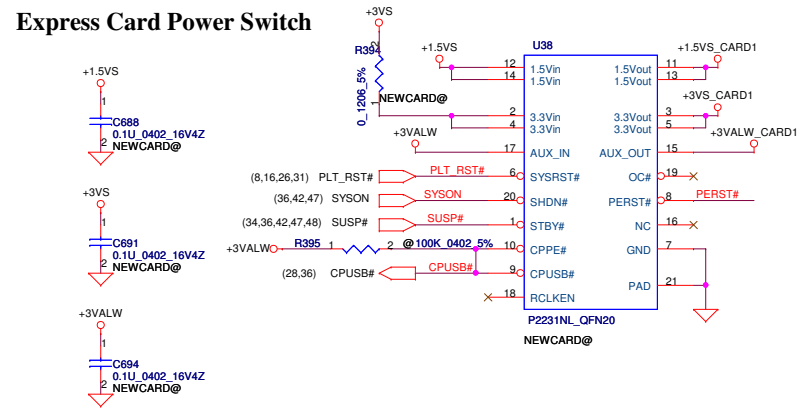 Express Card Power Switch
+3VS
2
R394
0_1206_5%
1
NEWCARD@
+1.5VS
1
C688
0.1U_0402_16V4Z
2
NEWCARD@
+3VS
1
C691
0.1U_0402_16V4Z
2
NEWCARD@
+3VALW
1
C694
0.1U_0402_16V4Z
2
NEWCARD@
U38
+1.5VS
12 1.5Vin 1.5Vout 11 +1.5VS_CARD1
14 1.5Vin 1.5Vout 13
+3VS_CARD1
2 3.3Vin 3.3Vout 3
4 3.3Vin 3.3Vout 5
+3VALW +3VALW_CARD1
17 AUX_IN AUX_OUT 15
(8,16,26,31) PLT_RST# PLT_RST# 6 SYSRST# OC# 19
(36,42,47) SYSON SYSON 20 SHDN# PERST# 8 PERST#
(34,36,42,47,48) SUSP# SUSP# 1 STBY# NC 16
+3VALW R395 1 2 @100K_0402_5% 10 CPPE# GND 7
(28,36) CPUSB# CPUSB# 9 CPUSB#
PAD 21
18 RCLKEN
P2231NL_QFN20
NEWCARD@